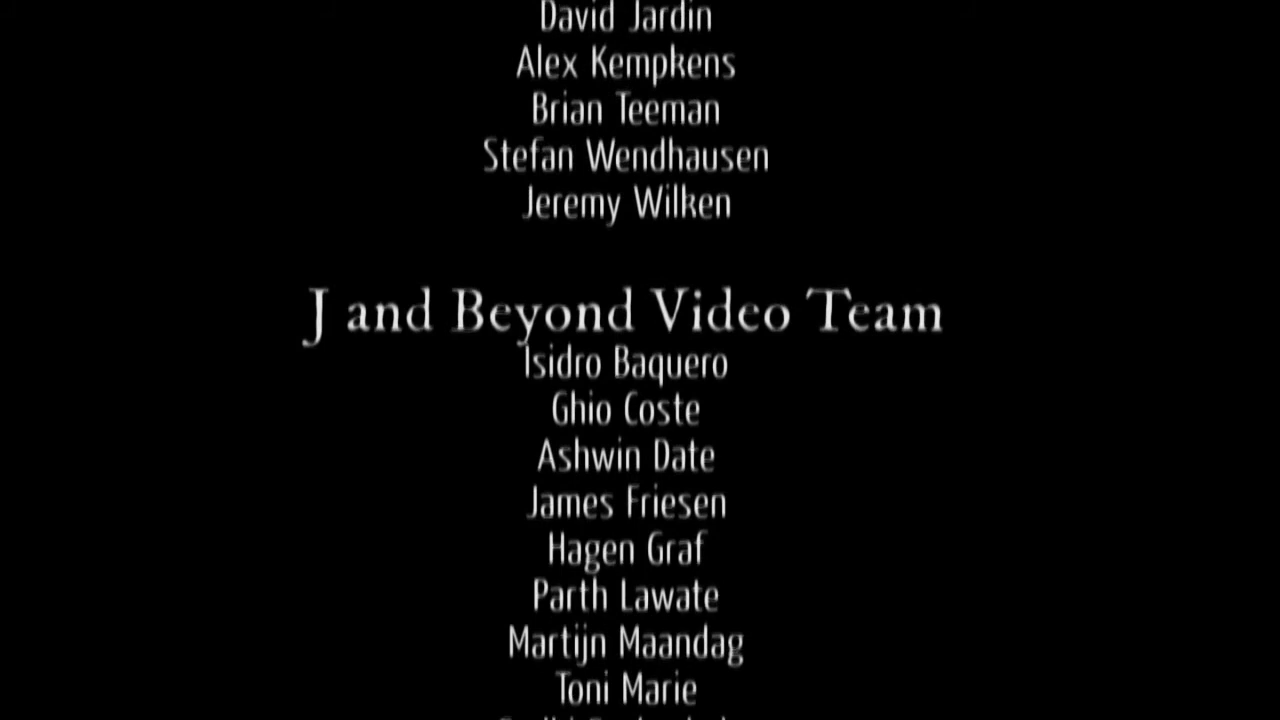 David Jardin
Alex Kempkens
Brian Teeman
Stefan Wendhausen
Jeremy Wilken
J and Beyond Video Team
Isidro Baquero
Ghio Coste
Ashwin Date
James Friesen
Hagen Graf
Parth Lawate
Martijn Maandag
Toni Marie